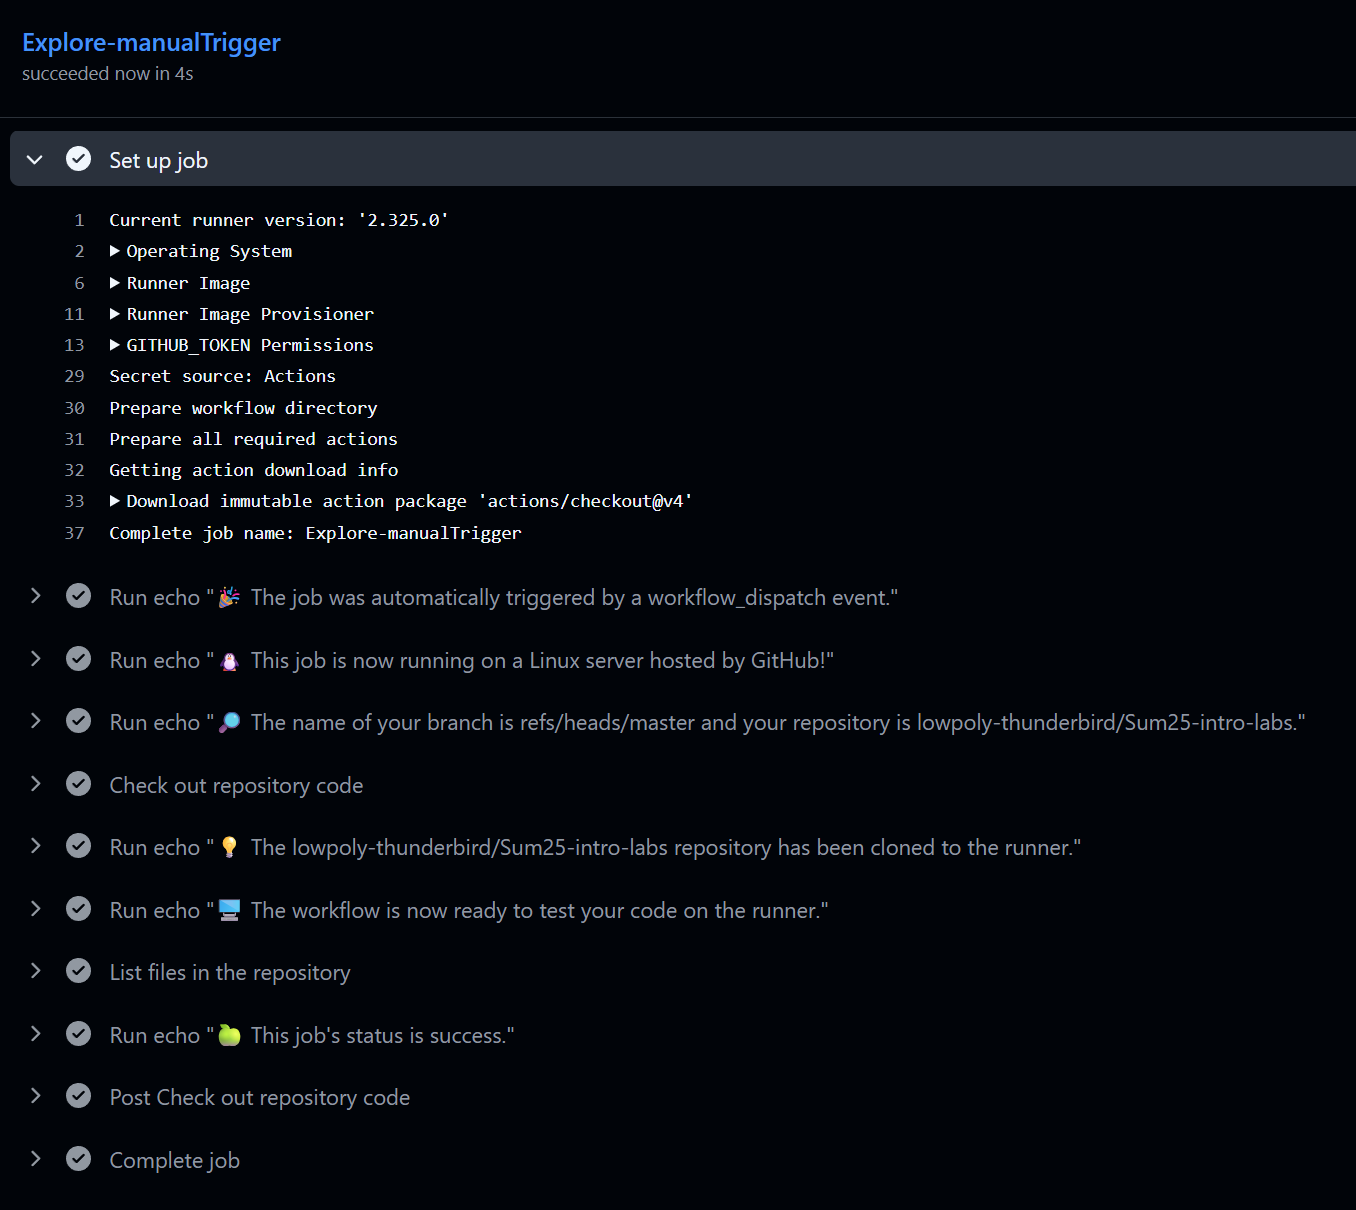 Explore-manualTrigger
succeeded now in 4s
Set up job
1 Current runner version: '2.325.0'
2 ▶ Operating System
6 ▶ Runner Image
11 ▶ Runner Image Provisioner
13 ▶ GITHUB_TOKEN Permissions
29 Secret source: Actions
30 Prepare workflow directory
31 Prepare all required actions
32 Getting action download info
33 ▶ Download immutable action package 'actions/checkout@v4'
37 Complete job name: Explore-manualTrigger
Run echo "🎉 The job was automatically triggered by a workflow_dispatch event."
Run echo "🐧 This job is now running on a Linux server hosted by GitHub!"
Run echo "🔎 The name of your branch is refs/heads/master and your repository is lowpoly-thunderbird/Sum25-intro-labs."
Check out repository code
Run echo "💡 The lowpoly-thunderbird/Sum25-intro-labs repository has been cloned to the runner."
Run echo "🖥️ The workflow is now ready to test your code on the runner."
List files in the repository
Run echo "🍏 This job's status is success."
Post Check out repository code
Complete job